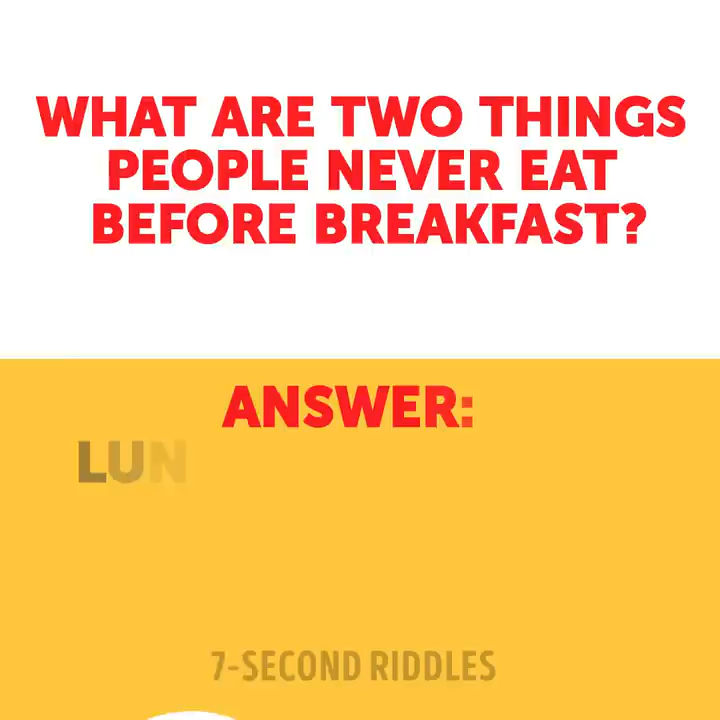 WHAT ARE TWO THINGS
PEOPLE NEVER EAT
BEFORE BREAKFAST?
ANSWER:
LUN
7-SECOND RIDDLES